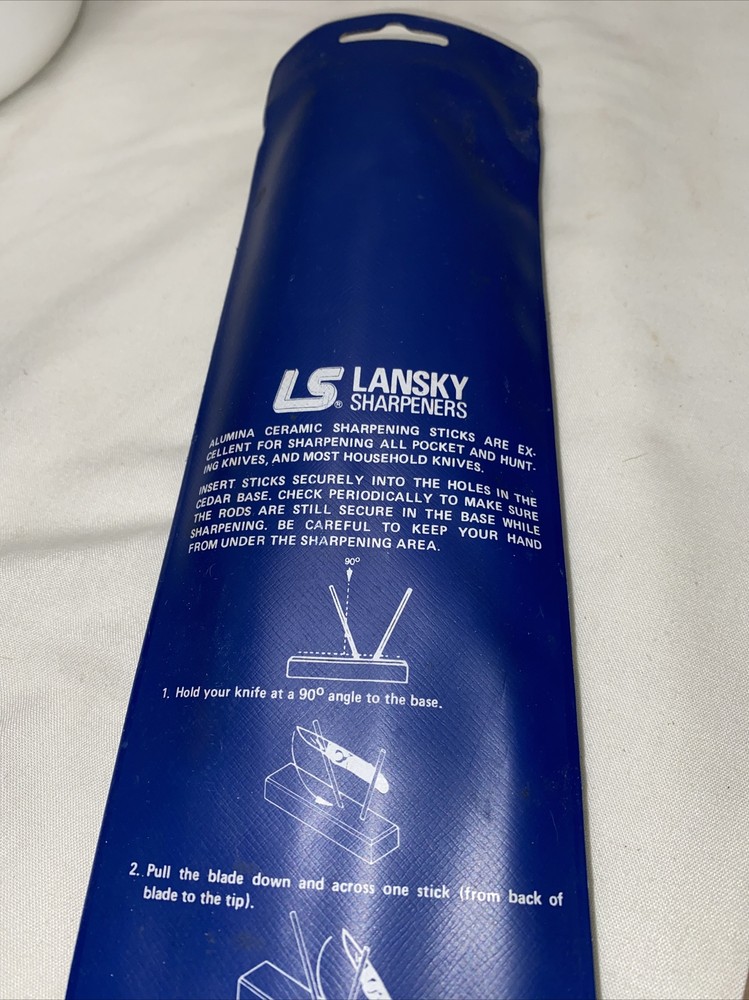 LS® LANSKY
SHARPENERS
ALUMINA CERAMIC SHARPENING STICKS ARE EX-
CELLENT FOR SHARPENING ALL POCKET AND HUNT-
ING KNIVES, AND MOST HOUSEHOLD KNIVES.
INSERT STICKS SECURELY INTO THE HOLES IN THE
CEDAR BASE. CHECK PERIODICALLY TO MAKE SURE
THE RODS ARE STILL SECURE IN THE BASE WHILE
SHARPENING. BE CAREFUL TO KEEP YOUR HAND
FROM UNDER THE SHARPENING AREA.
90º
1. Hold your knife at a 90º angle to the base.
2. Pull the blade down and across one stick (from back of
blade to the tip).